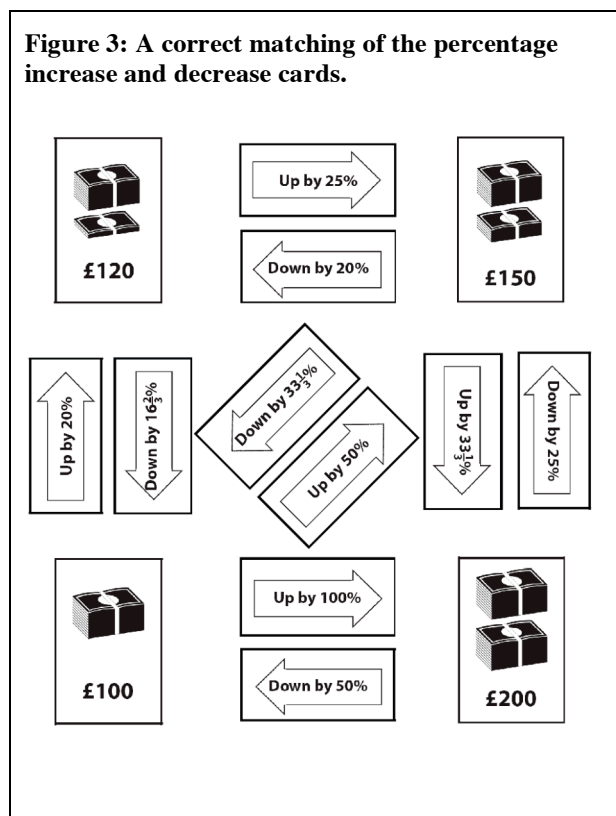 Figure 3: A correct matching of the percentage
increase and decrease cards.
£120
Up by 25%
Down by 20%
£150
Up by 20%
Down by 16⅔%
Down by 33⅓%
Up by 50%
Up by 33⅓%
Down by 25%
£100
Up by 100%
Down by 50%
£200